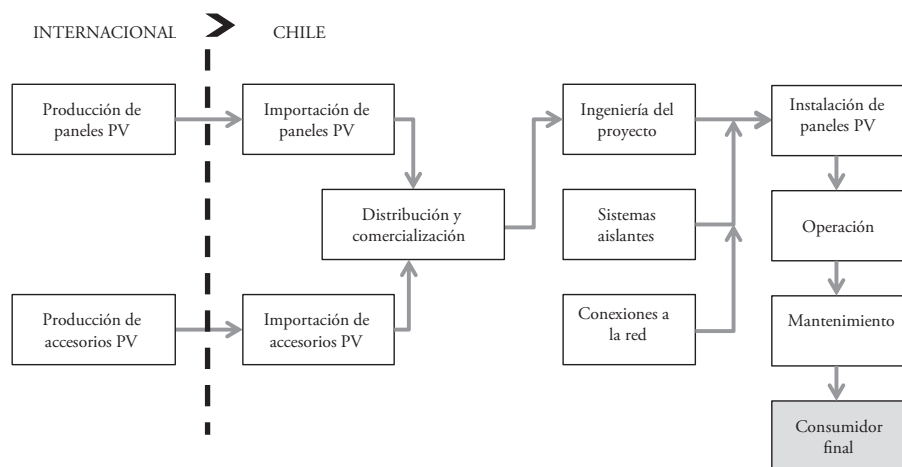 INTERNACIONAL
CHILE
Producción de
paneles PV
Importación de
paneles PV
Ingeniería del
proyecto
Instalación de
paneles PV
Distribución y
comercialización
Sistemas
aislantes
Operación
Producción de
accesorios PV
Importación de
accesorios PV
Conexiones a
la red
Mantenimiento
Consumidor
final